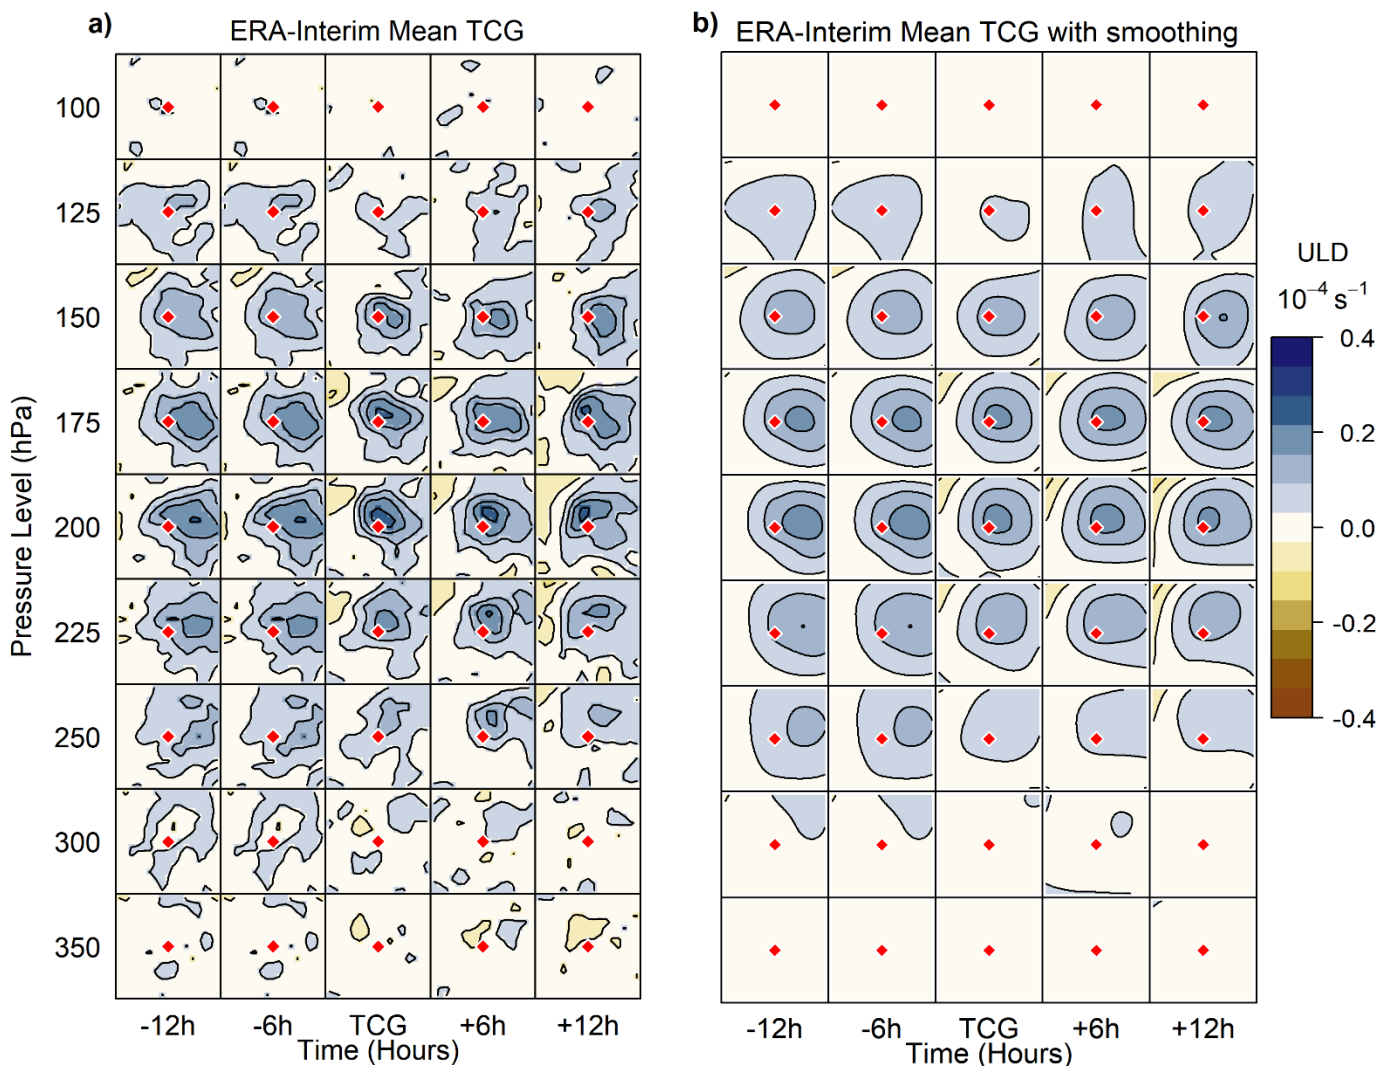 a)
ERA-Interim Mean TCG
b)
ERA-Interim Mean TCG with smoothing
Pressure Level (hPa)
100
125
150
175
200
225
250
300
350
-12h
-6h
TCG
+6h
+12h
Time (Hours)
-12h
-6h
TCG
+6h
+12h
Time (Hours)
ULD
10⁻⁴ s⁻¹
0.4
0.2
0.0
-0.2
-0.4